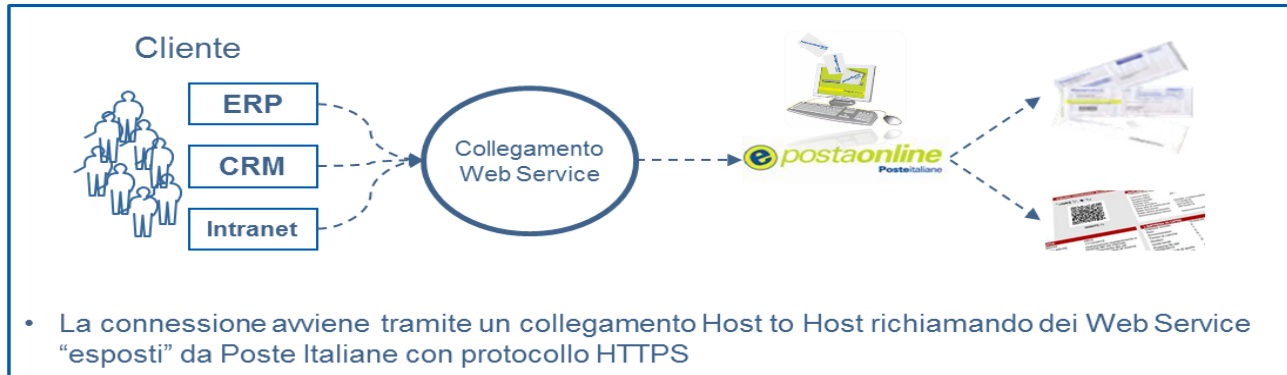 Cliente
ERP
CRM
Intranet
Collegamento
Web Service
e postaonline
Posteitaliane
• La connessione avviene tramite un collegamento Host to Host richiamando dei Web Service
“esposti” da Poste Italiane con protocollo HTTPS